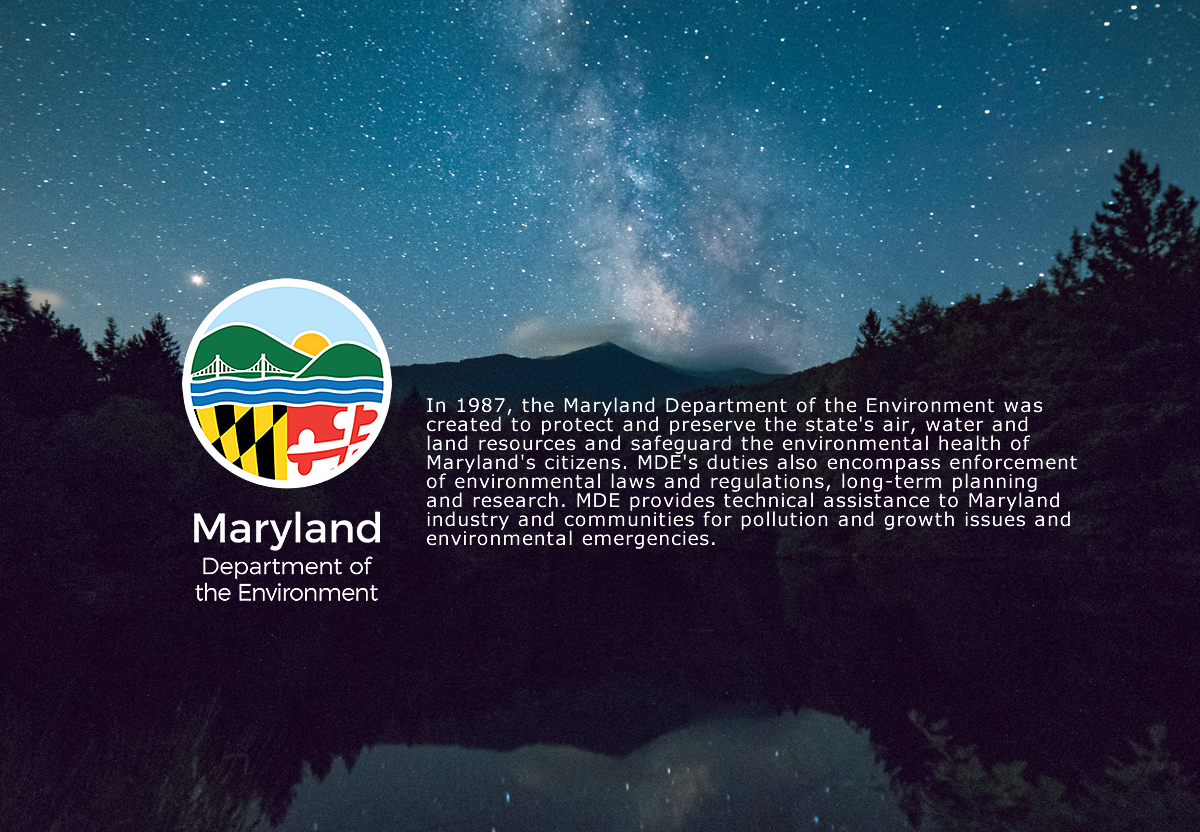 Maryland
Department of
the Environment
In 1987, the Maryland Department of the Environment was
created to protect and preserve the state's air, water and
land resources and safeguard the environmental health of
Maryland's citizens. MDE's duties also encompass enforcement
of environmental laws and regulations, long-term planning
and research. MDE provides technical assistance to Maryland
industry and communities for pollution and growth issues and
environmental emergencies.